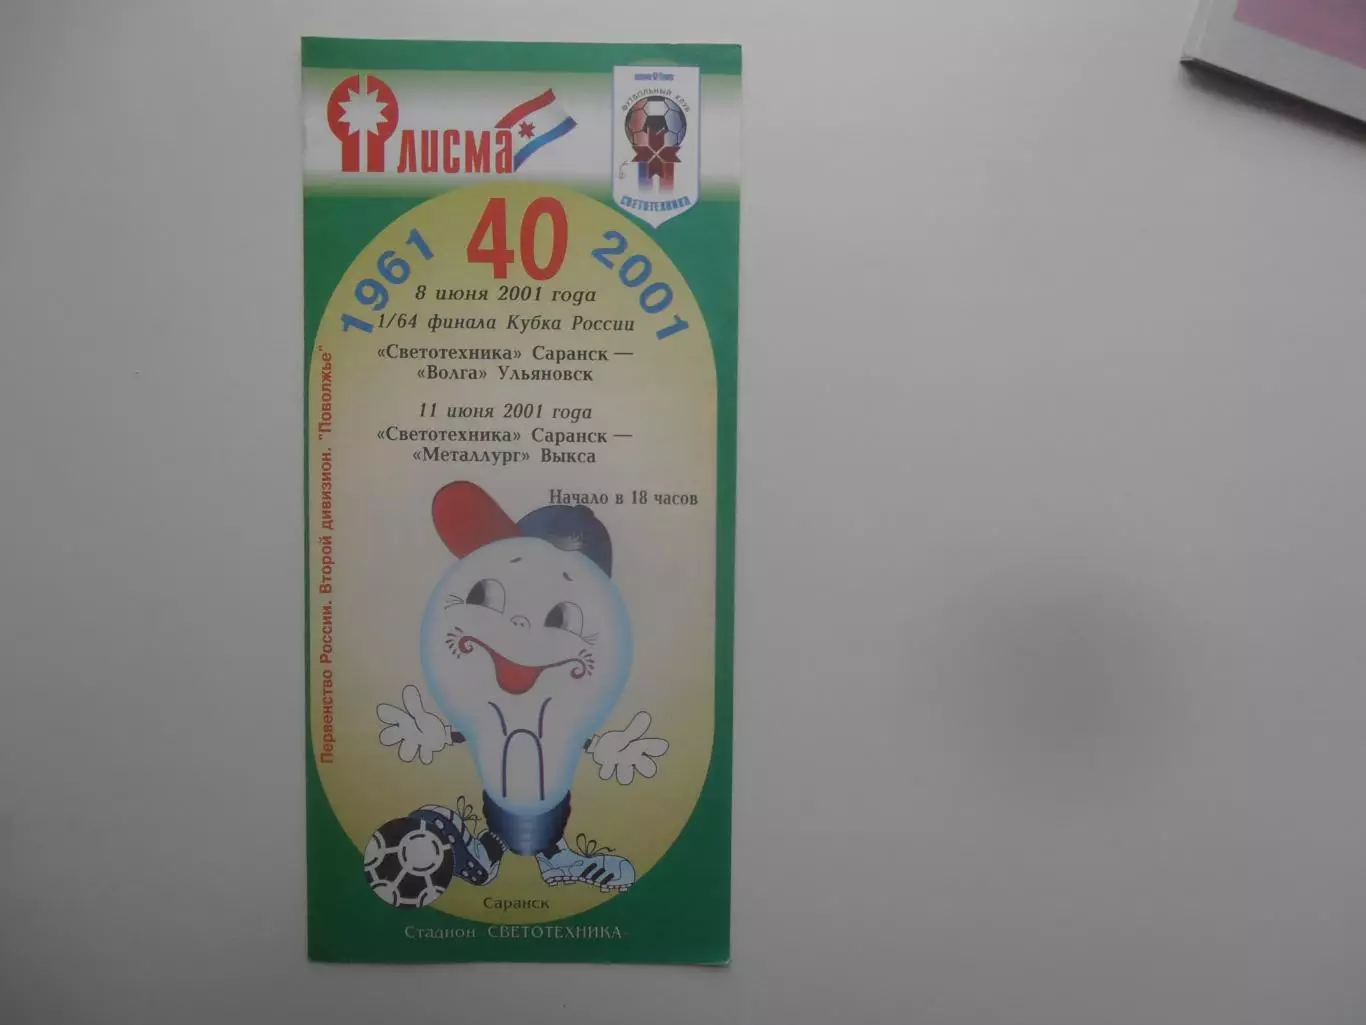 Лисма
ФУТБОЛЬНЫЙ КЛУБ
СВЕТОТЕХНИКА
1961 40 2001
8 июня 2001 года
1/64 финала Кубка России
«Светотехника» Саранск —
«Волга» Ульяновск
11 июня 2001 года
«Светотехника» Саранск —
«Металлург» Выкса
Начало в 18 часов
Первенство России. Второй дивизион. "Поволжье"
Саранск
Стадион «СВЕТОТЕХНИКА»